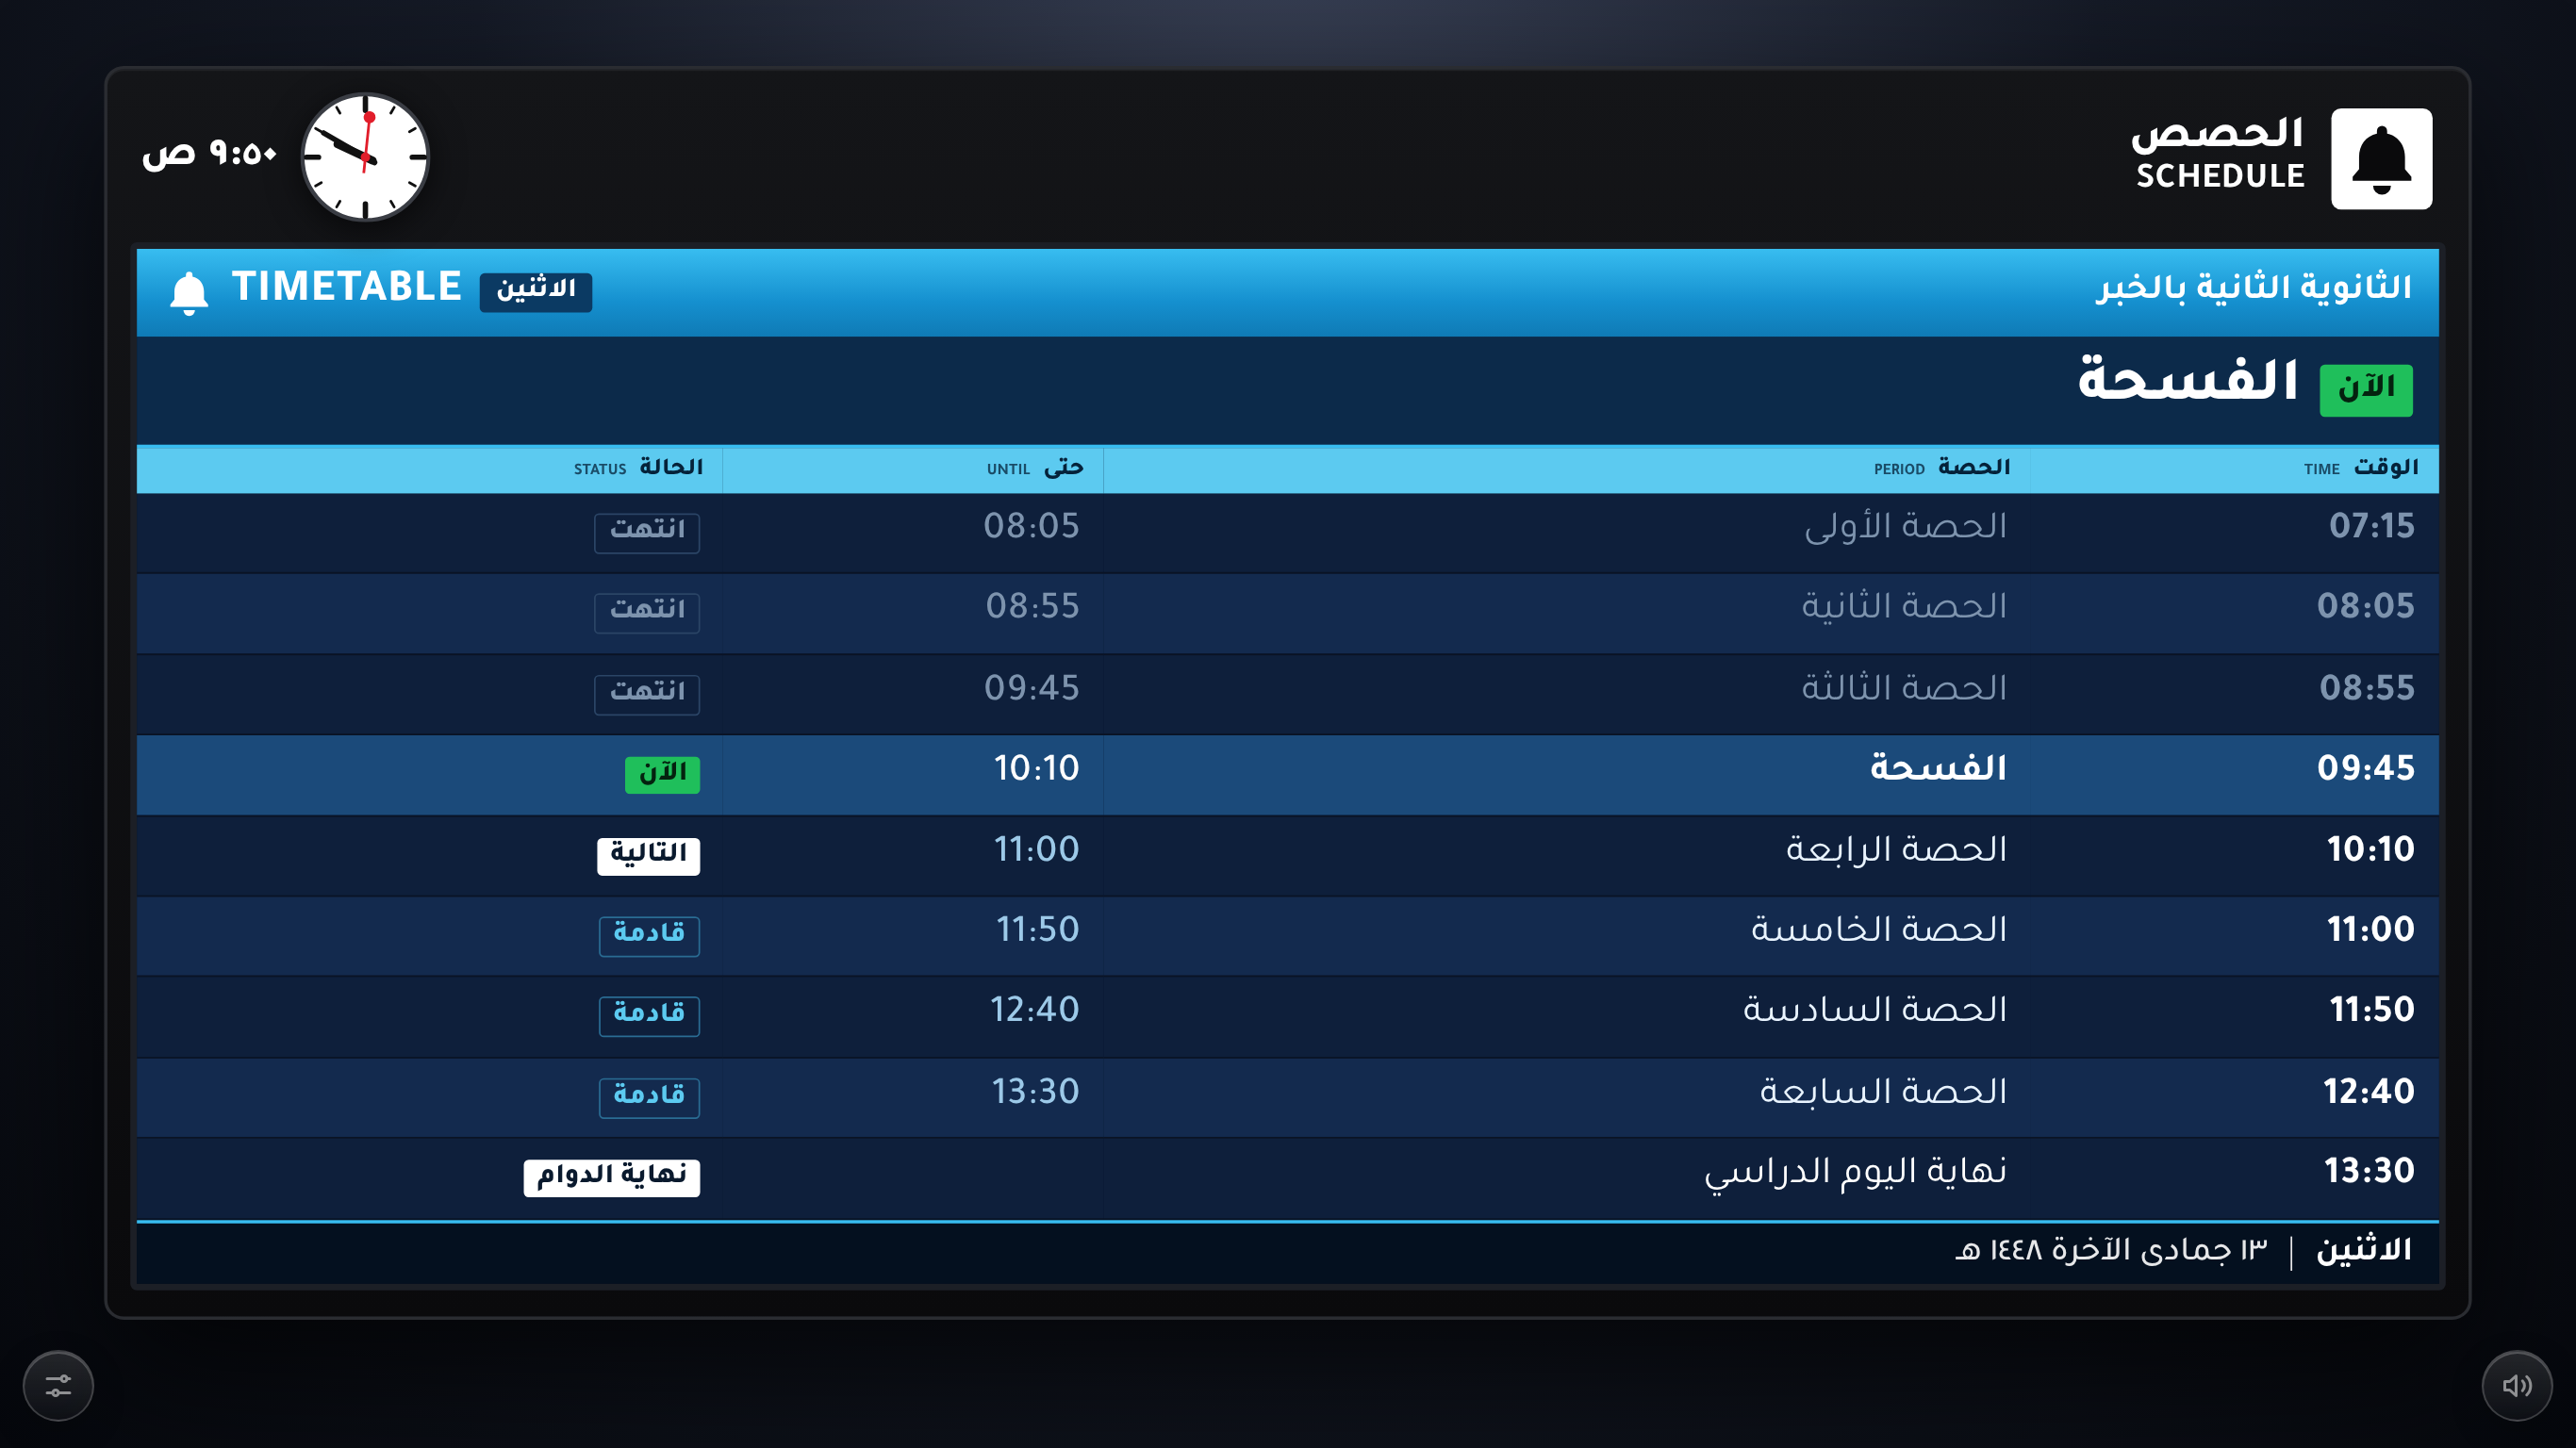 الحصص
SCHEDULE
٩:٥٠ ص
الثانوية الثانية بالخبر
TIMETABLE الاثنين
الآن الفسحة
الوقت TIME الحصة PERIOD حتى UNTIL الحالة STATUS
07:15 الحصة الأولى 08:05 انتهت
08:05 الحصة الثانية 08:55 انتهت
08:55 الحصة الثالثة 09:45 انتهت
09:45 الفسحة 10:10 الآن
10:10 الحصة الرابعة 11:00 التالية
11:00 الحصة الخامسة 11:50 قادمة
11:50 الحصة السادسة 12:40 قادمة
12:40 الحصة السابعة 13:30 قادمة
13:30 نهاية اليوم الدراسي نهاية الدوام
الاثنين | ١٣ جمادى الآخرة ١٤٤٨ هـ